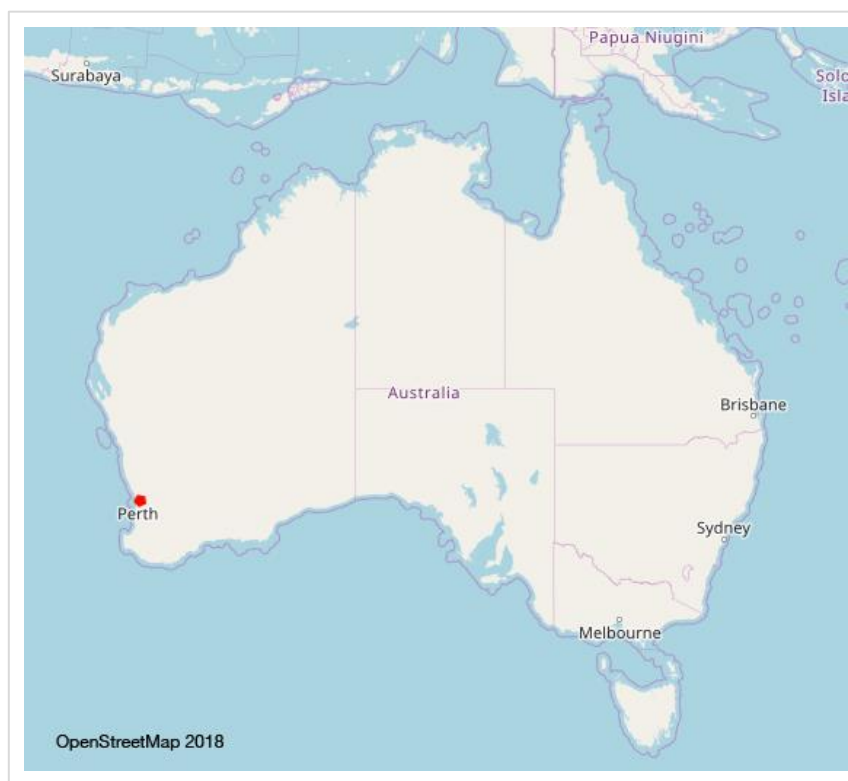 Papua Niugini
Surabaya
Solo
Isla
Australia
Brisbane
Perth
Sydney
Melbourne
OpenStreetMap 2018